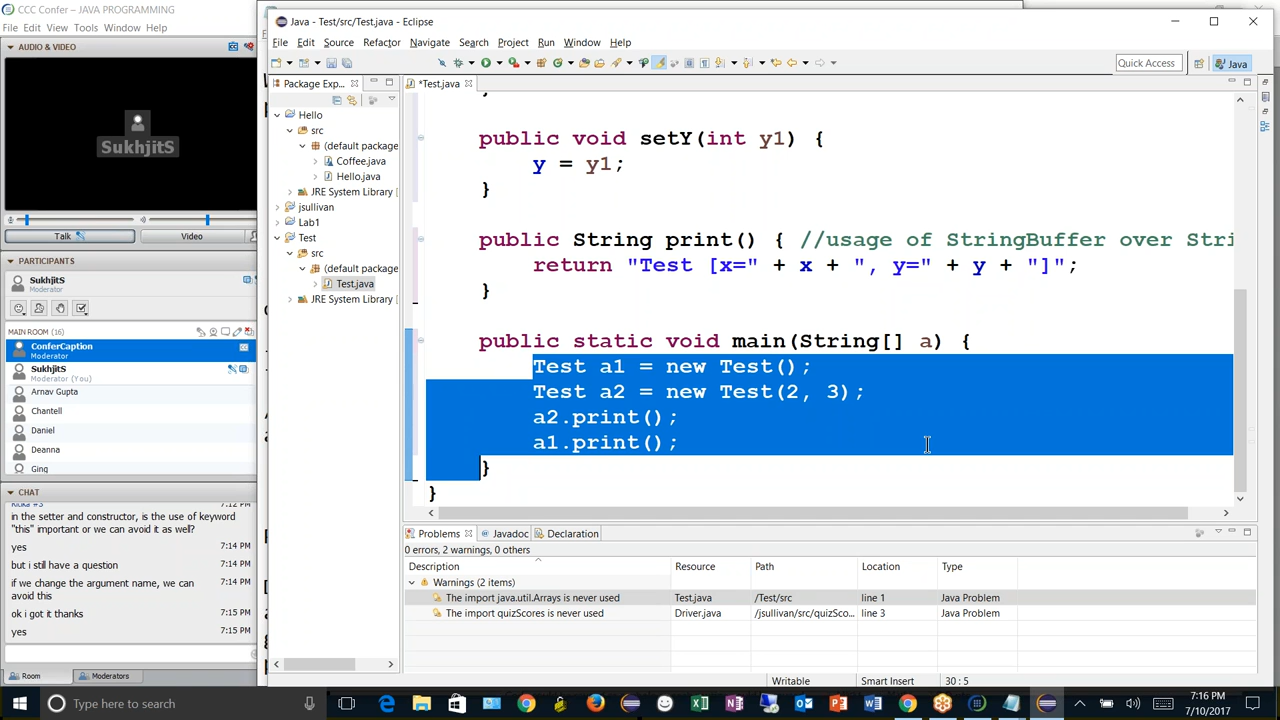 CCC Confer – JAVA PROGRAMMING
File Edit View Tools Window Help
AUDIO & VIDEO
SukhjitS
Talk
Video
PARTICIPANTS
SukhjitS
Moderator
MAIN ROOM (16)
ConferCaption
Moderator
SukhjitS
Moderator (You)
Arnav Gupta
Chantell
Daniel
Deanna
Ging
CHAT
7:12 PM
in the setter and constructor, is the use of keyword
"this" important or we can avoid it as well?
yes 7:14 PM
but i still have a question 7:14 PM
if we change the argument name, we can 7:14 PM
avoid this
ok i got it thanks 7:15 PM
yes 7:15 PM
Room Moderators
Java - Test/src/Test.java - Eclipse
File Edit Source Refactor Navigate Search Project Run Window Help
Quick Access Java
Package Exp...
Hello
src
(default package
Coffee.java
Hello.java
JRE System Library [
jsullivan
Lab1
Test
src
(default package
Test.java
JRE System Library [
*Test.java
}
public void setY(int y1) {
y = y1;
}
public String print() { //usage of StringBuffer over Stri
return "Test [x=" + x + ", y=" + y + "]";
}
public static void main(String[] a) {
Test a1 = new Test();
Test a2 = new Test(2, 3);
a2.print();
a1.print();
}
}
Problems Javadoc Declaration
0 errors, 2 warnings, 0 others
Description Resource Path Location Type
Warnings (2 items)
The import java.util.Arrays is never used Test.java /Test/src line 1 Java Problem
The import quizScores is never used Driver.java /jsullivan/src/quizSco... line 3 Java Problem
Writable Smart Insert 30 : 5
Type here to search
7:16 PM
7/10/2017